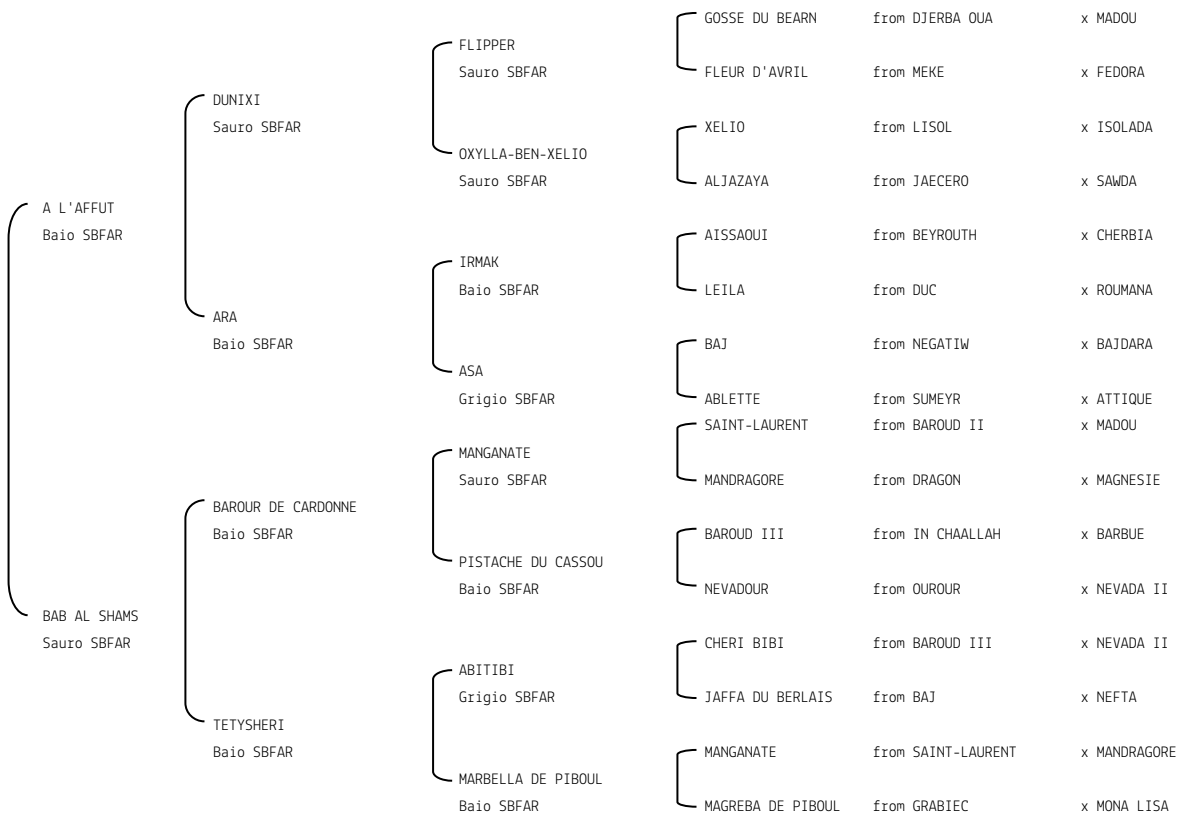 GOSSE DU BEARN from DJERBA OUA x MADOU
FLIPPER
Sauro SBFAR FLEUR D'AVRIL from MEKE x FEDORA
DUNIXI
Sauro SBFAR XELIO from LISOL x ISOLADA
OXYLLA-BEN-XELIO
Sauro SBFAR ALJAZAYA from JAECERO x SAWDA
A L'AFFUT
Baio SBFAR AISSAOUI from BEYROUTH x CHERBIA
IRMAK
Baio SBFAR LEILA from DUC x ROUMANA
ARA
Baio SBFAR BAJ from NEGATIW x BAJDARA
ASA
Grigio SBFAR ABLETTE from SUMEYR x ATTIQUE
SAINT-LAURENT from BAROUD II x MADOU
MANGANATE
Sauro SBFAR MANDRAGORE from DRAGON x MAGNESIE
BAROUR DE CARDONNE
Baio SBFAR BAROUD III from IN CHAALLAH x BARBUE
PISTACHE DU CASSOU
Baio SBFAR NEVADOUR from OUROUR x NEVADA II
BAB AL SHAMS
Sauro SBFAR CHERI BIBI from BAROUD III x NEVADA II
ABITIBI
Grigio SBFAR JAFFA DU BERLAIS from BAJ x NEFTA
TETYSHERI
Baio SBFAR MANGANATE from SAINT-LAURENT x MANDRAGORE
MARBELLA DE PIBOUL
Baio SBFAR MAGREBA DE PIBOUL from GRABIEC x MONA LISA